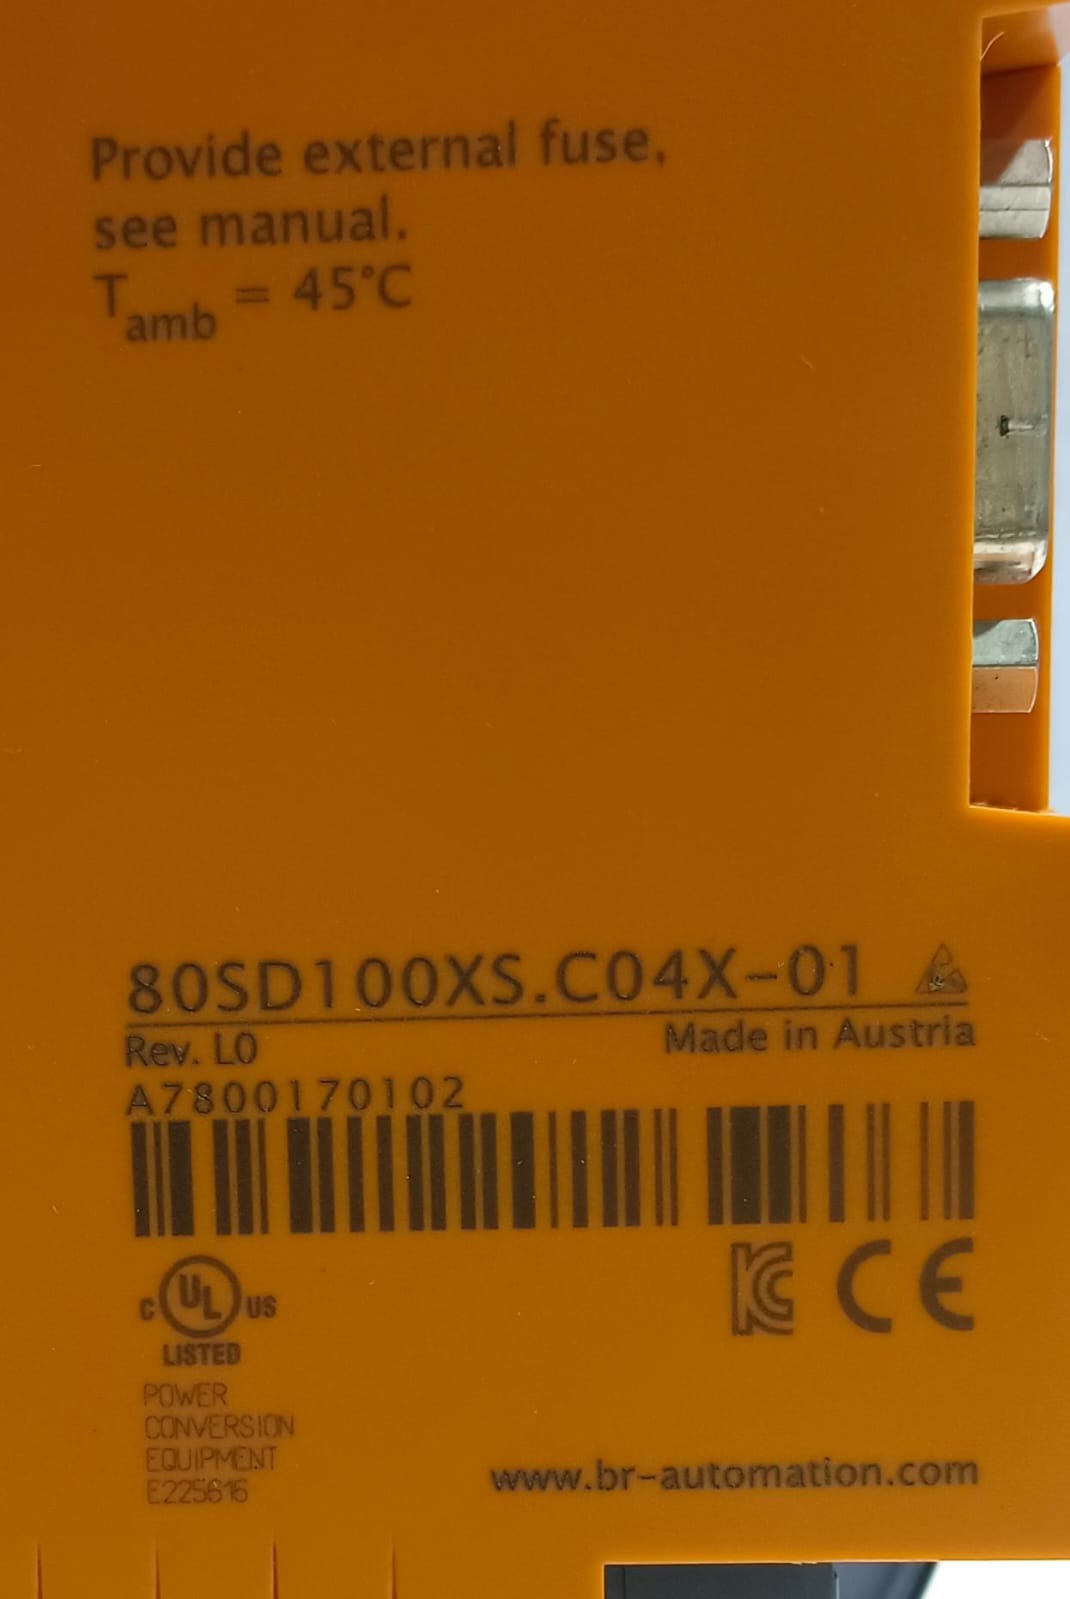 Provide external fuse,
see manual.
Tamb = 45°C
80SD100XS.C04X-01
Rev. L0
Made in Austria
A7800170102
C UL US
LISTED
KC CE
POWER
CONVERSION
EQUIPMENT
E225616
www.br-automation.com